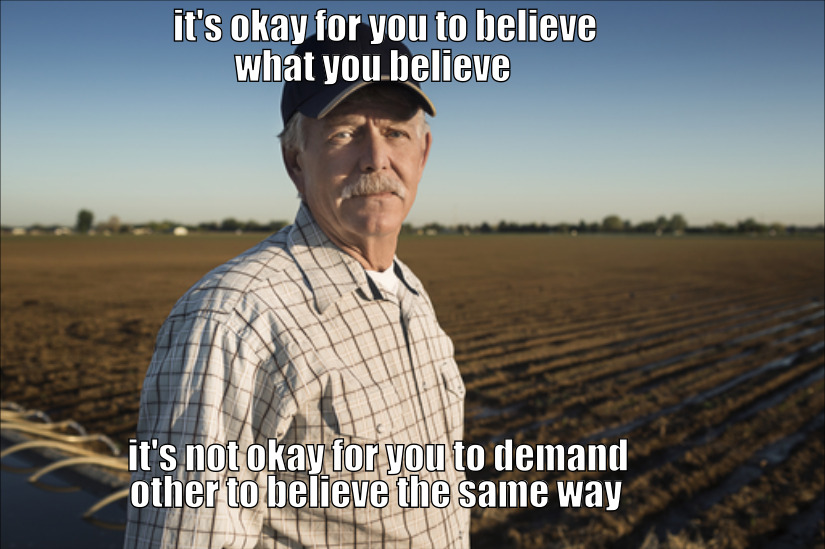 it's okay for you to believe
what you believe
it's not okay for you to demand
other to believe the same way